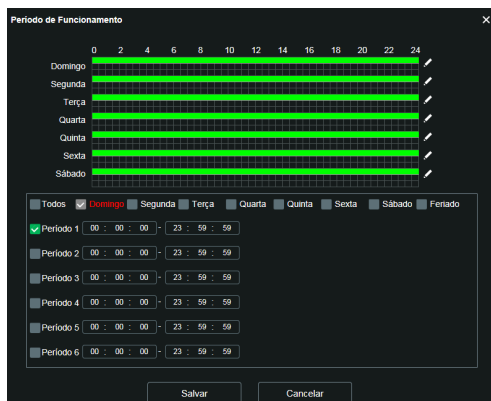 Período de Funcionamento
0 2 4 6 8 10 12 14 16 18 20 22 24
Domingo
Segunda
Terça
Quarta
Quinta
Sexta
Sábado
Todos Domingo Segunda Terça Quarta Quinta Sexta Sábado Feriado
Período 1 00 : 00 : 00 - 23 : 59 : 59
Período 2 00 : 00 : 00 - 23 : 59 : 59
Período 3 00 : 00 : 00 - 23 : 59 : 59
Período 4 00 : 00 : 00 - 23 : 59 : 59
Período 5 00 : 00 : 00 - 23 : 59 : 59
Período 6 00 : 00 : 00 - 23 : 59 : 59
Salvar Cancelar